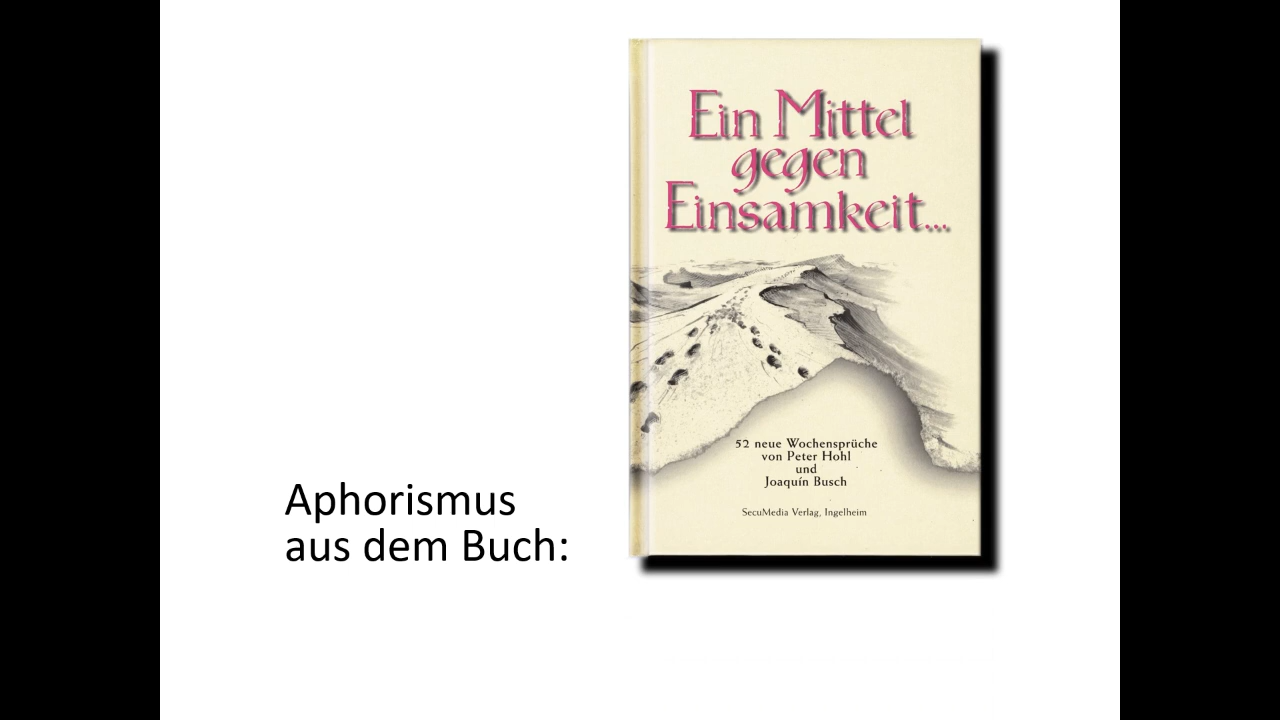 Ein Mittel
gegen
Einsamkeit...
52 neue Wochensprüche
von Peter Hohl
und
Joaquín Busch
SecuMedia Verlag, Ingelheim
Aphorismus
aus dem Buch: